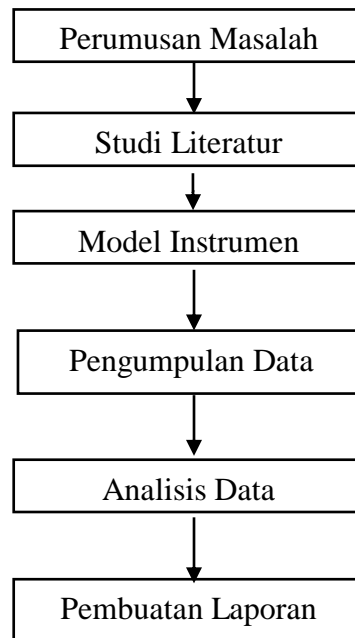 Perumusan Masalah
Studi Literatur
Model Instrumen
Pengumpulan Data
Analisis Data
Pembuatan Laporan